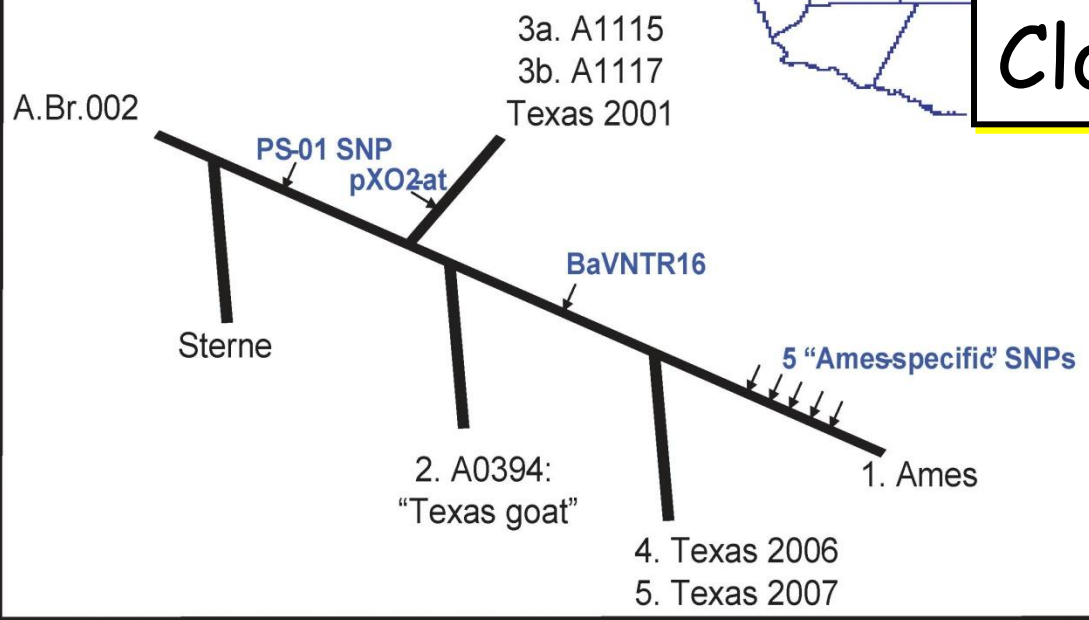 3a. A1115
3b. A1117
Texas 2001
A.Br.002
PS-01 SNP
pXO2-at
BaVNTR16
Sterne
5 “Ames-specific” SNPs
2. A0394:
“Texas goat”
1. Ames
4. Texas 2006
5. Texas 2007